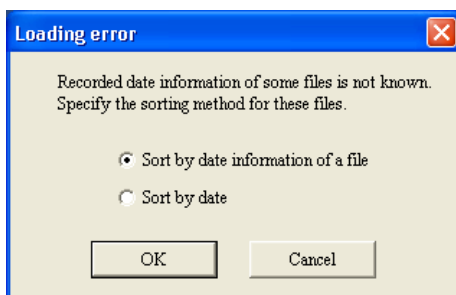 Loading error
Recorded date information of some files is not known.
Specify the sorting method for these files.
Sort by date information of a file
Sort by date
OK
Cancel